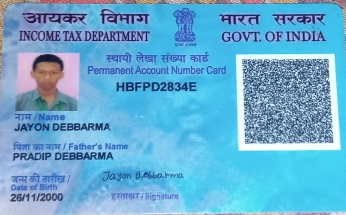 आयकर विभाग
INCOME TAX DEPARTMENT
भारत सरकार
GOVT. OF INDIA
स्थायी लेखा संख्या कार्ड
Permanent Account Number Card
HBFPD2834E
नाम / Name
JAYON DEBBARMA
पिता का नाम / Father's Name
PRADIP DEBBARMA
जन्म की तारीख /
Date of Birth
26/11/2000
Jayon Debbarma
हस्ताक्षर / Signature